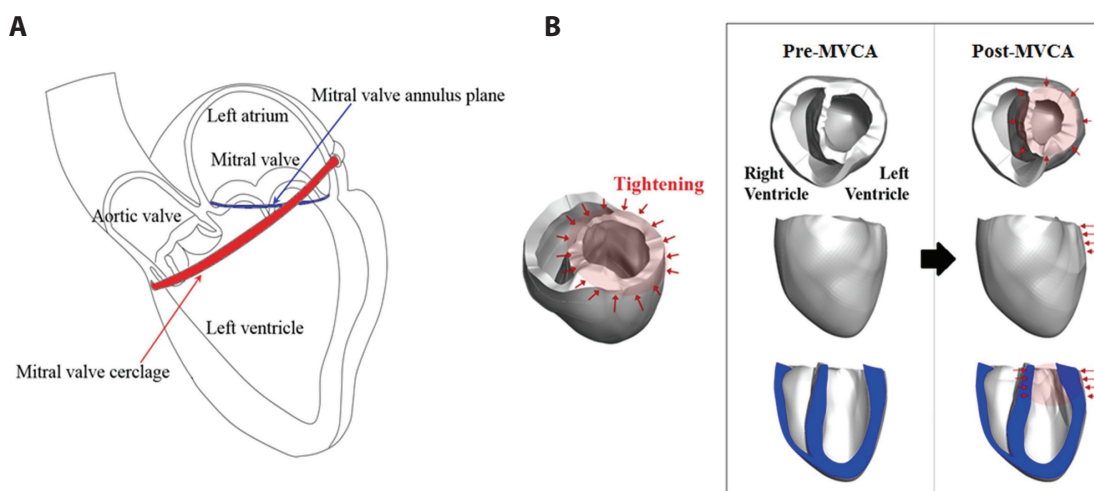 A
Mitral valve annulus plane
Left atrium
Mitral valve
Aortic valve
Left ventricle
Mitral valve cerclage
B
Tightening
Pre-MVCA
Post-MVCA
Right
Ventricle
Left
Ventricle